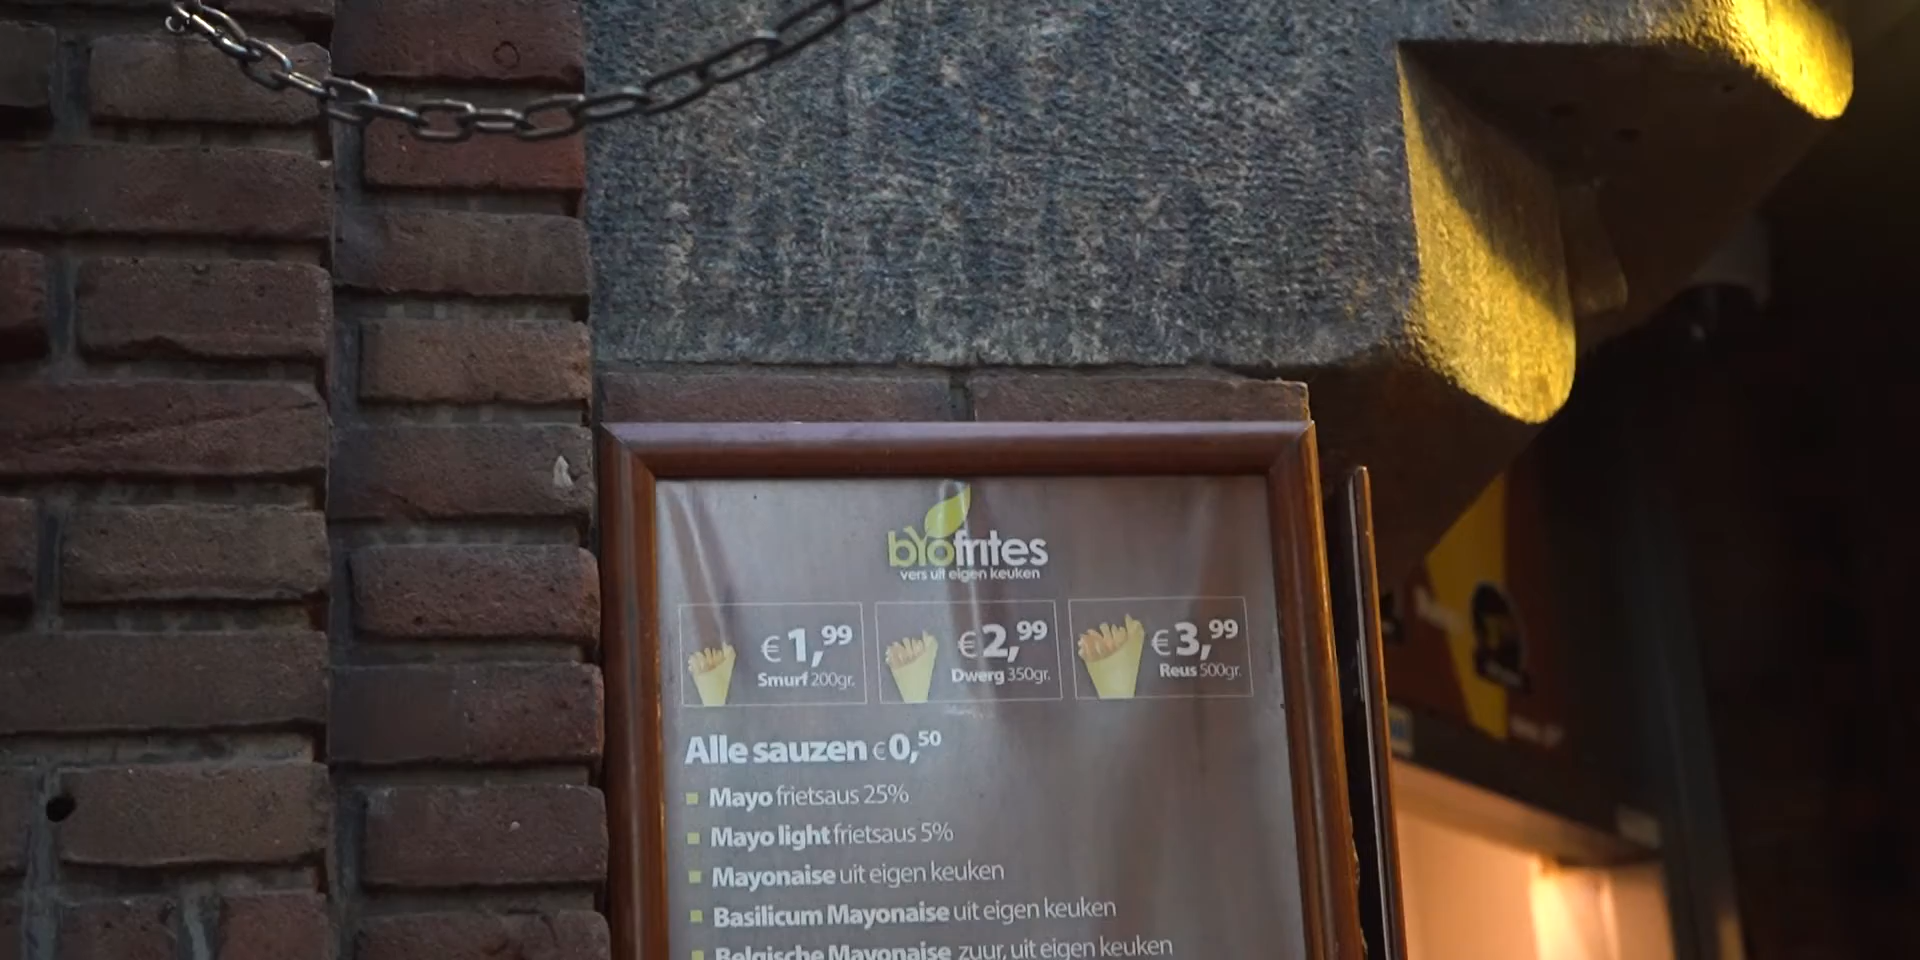 biofrites
vers uit eigen keuken
€ 1,99
Smurf 200gr.
€ 2,99
Dwerg 350gr.
€ 3,99
Reus 500gr.
Alle sauzen € 0,50
Mayo frietsaus 25%
Mayo light frietsaus 5%
Mayonaise uit eigen keuken
Basilicum Mayonaise uit eigen keuken
Belgische Mayonaise zuur, uit eigen keuken